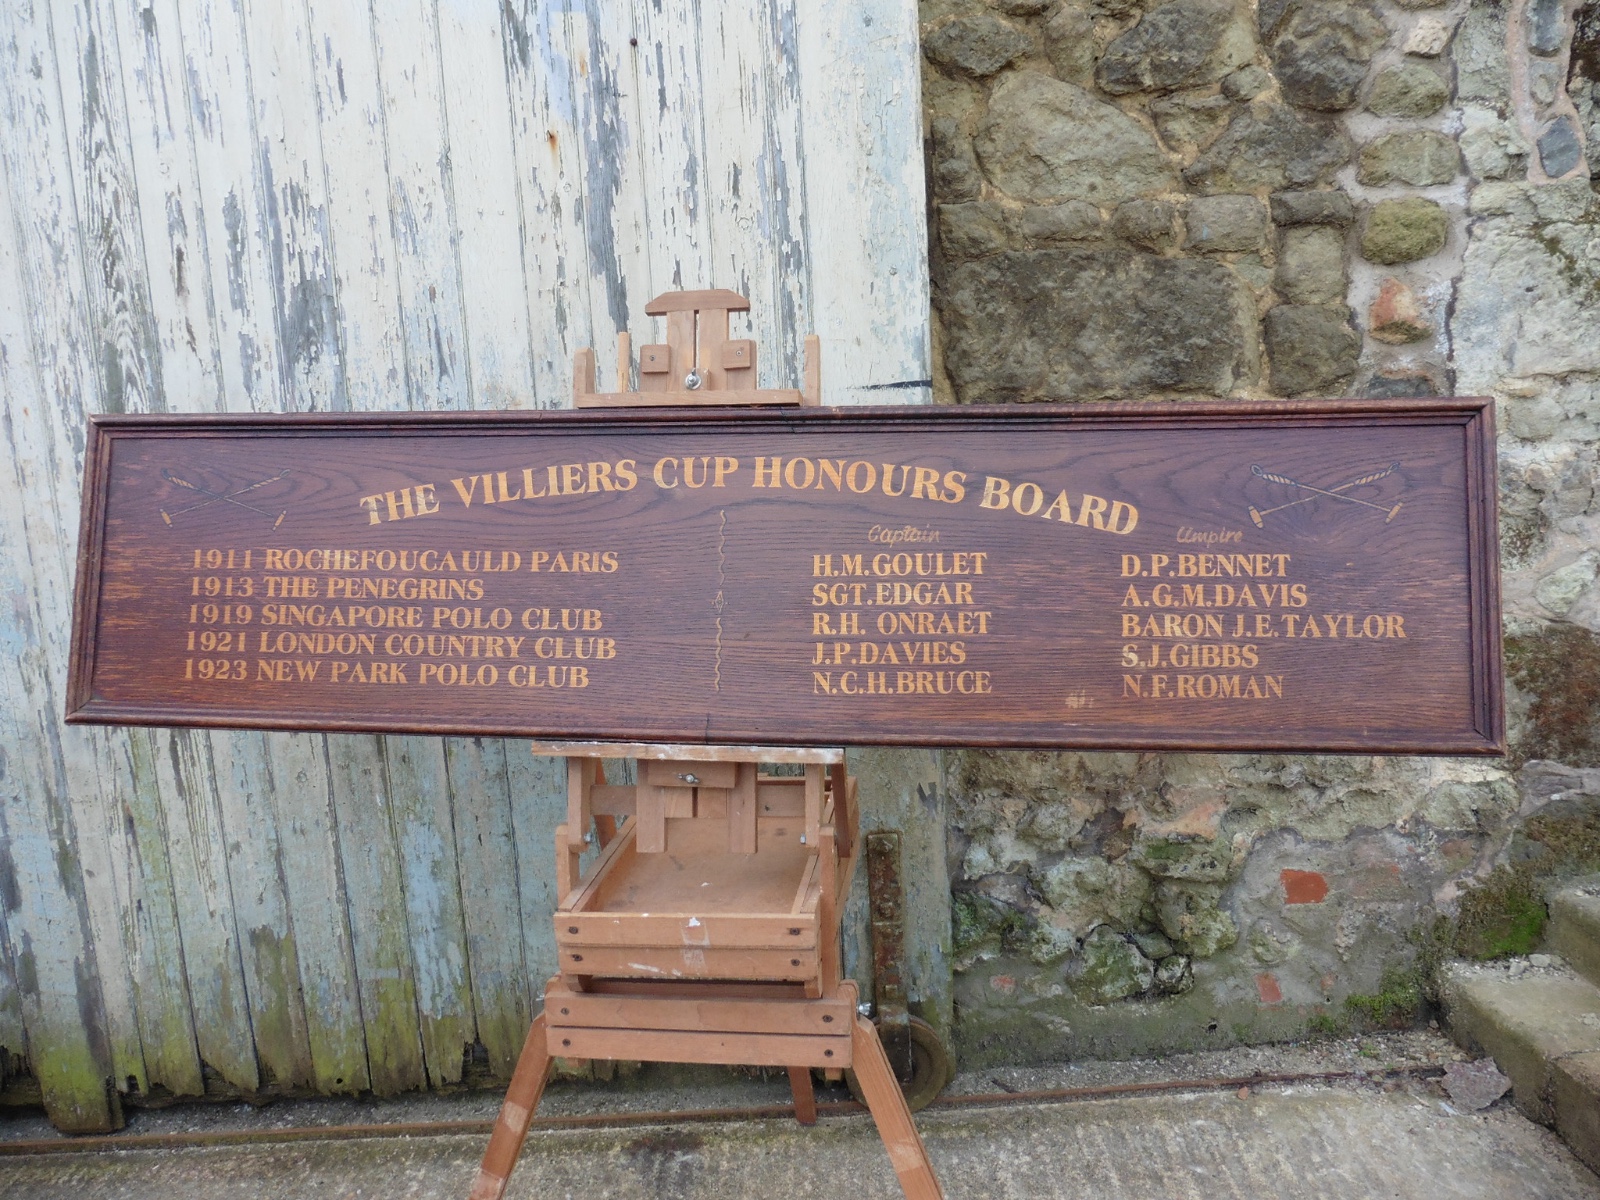 THE VILLIERS CUP HONOURS BOARD
Captain Umpire
1911 ROCHEFOUCAULD PARIS H.M.GOULET D.P.BENNET
1913 THE PENEGRINS SGT.EDGAR A.G.M.DAVIS
1919 SINGAPORE POLO CLUB R.H. ONRAET BARON J.E.TAYLOR
1921 LONDON COUNTRY CLUB J.P.DAVIES S.J.GIBBS
1923 NEW PARK POLO CLUB N.C.H.BRUCE N.F.ROMAN